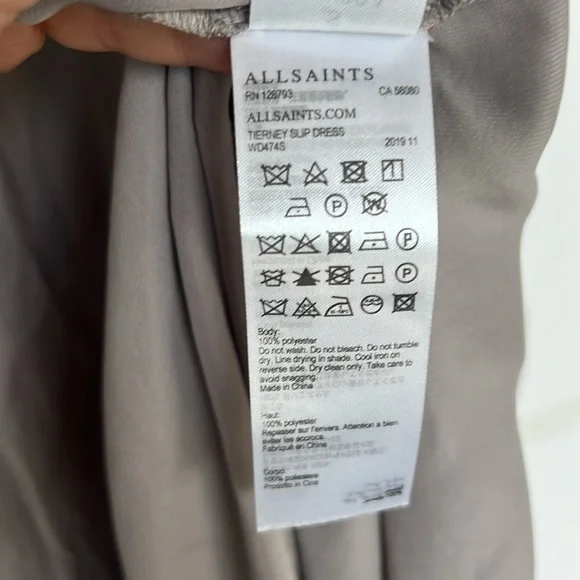 ALLSAINTS
RN 128793 CA 58080
ALLSAINTS.COM
TIERNEY SLIP DRESS
WD474S 2019 11
P W
P
P
Body:
100% polyester
Do not wash. Do not bleach. Do not tumble
dry. Line drying in shade. Cool iron on
reverse side. Dry clean only. Take care to
avoid snagging.
Made in China
Haut:
100% polyester
Repasser sur l'envers. Attention a bien
eviter les accrocs.
Fabriqué en Chine
Corpo:
100% poliestere
Prodotto in Cina